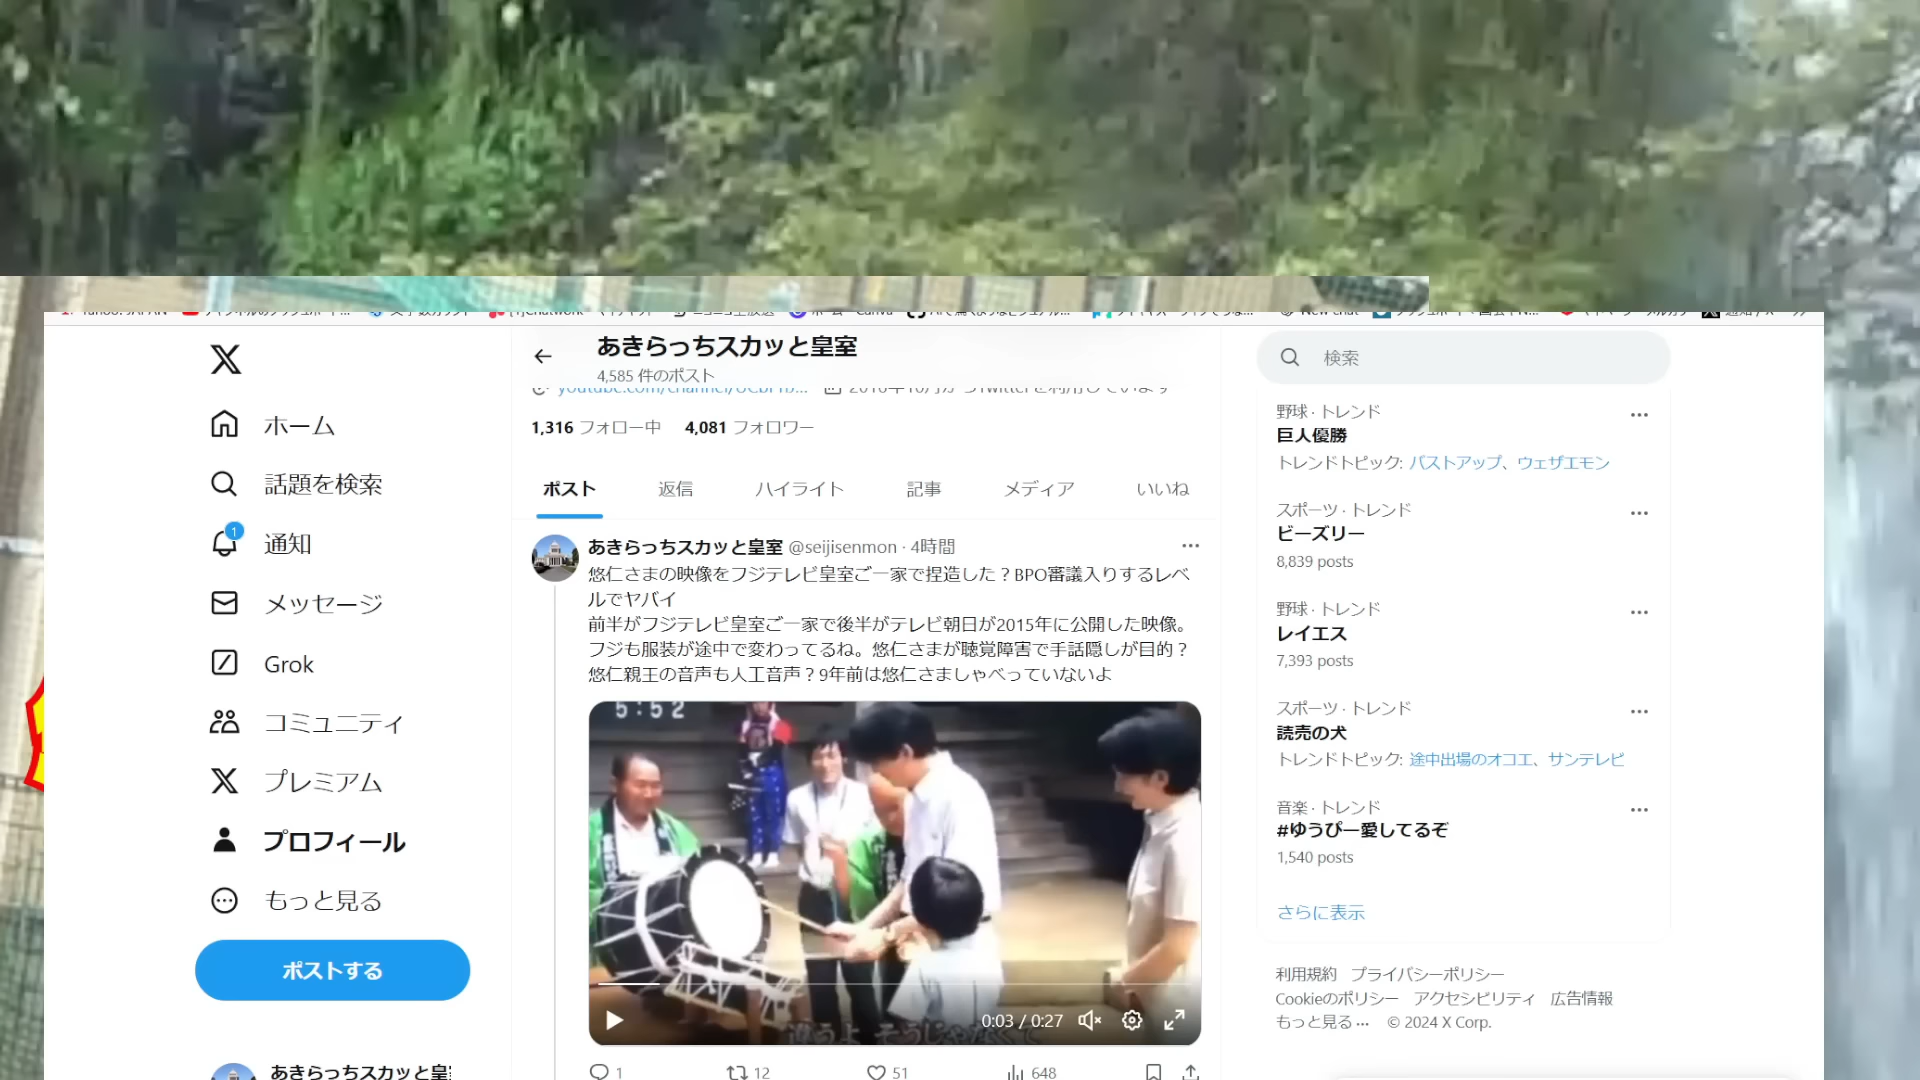 あきらっちスカッと皇室
4,585 件のポスト
1,316 フォロー中 4,081 フォロワー
ポスト 返信 ハイライト 記事 メディア いいね
ホーム
話題を検索
1
通知
メッセージ
Grok
コミュニティ
プレミアム
プロフィール
もっと見る
ポストする
あきらっちスカッと皇室 @seijisenmon · 4時間
悠仁さまの映像をフジテレビ皇室ご一家で捏造した？BPO審議入りするレベ
ルでヤバイ
前半がフジテレビ皇室ご一家で後半がテレビ朝日が2015年に公開した映像。
フジも服装が途中で変わってるね。悠仁さまが聴覚障害で手話隠しが目的？
悠仁親王の音声も人工音声？9年前は悠仁さましゃべっていないよ
5:52
違うよ そうじゃなくて
0:03 / 0:27
1 12 51 648
検索
野球 · トレンド
巨人優勝
トレンドトピック: バストアップ、ウェザエモン
スポーツ · トレンド
ビーズリー
8,839 posts
野球 · トレンド
レイエス
7,393 posts
スポーツ · トレンド
読売の犬
トレンドトピック: 途中出場のオコエ、サンテレビ
音楽 · トレンド
#ゆうぴー愛してるぞ
1,540 posts
さらに表示
利用規約 プライバシーポリシー
Cookieのポリシー アクセシビリティ 広告情報
もっと見る… © 2024 X Corp.